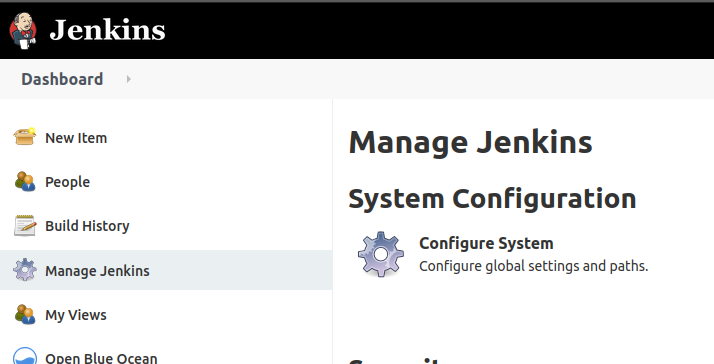 Jenkins
Dashboard
New Item
People
Build History
Manage Jenkins
My Views
Open Blue Ocean
Manage Jenkins
System Configuration
Configure System
Configure global settings and paths.